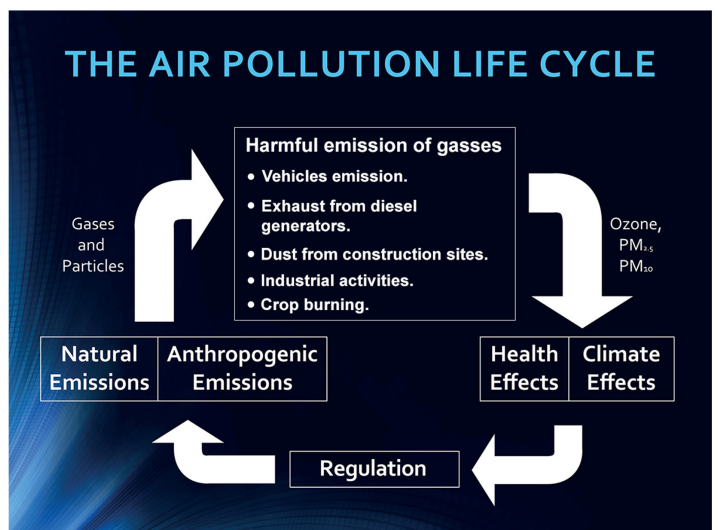 THE AIR POLLUTION LIFE CYCLE
Harmful emission of gasses
• Vehicles emission.
• Exhaust from diesel
generators.
• Dust from construction sites.
• Industrial activities.
• Crop burning.
Gases
and
Particles
Ozone,
PM₂.₅
PM₁₀
Natural
Emissions
Anthropogenic
Emissions
Health
Effects
Climate
Effects
Regulation